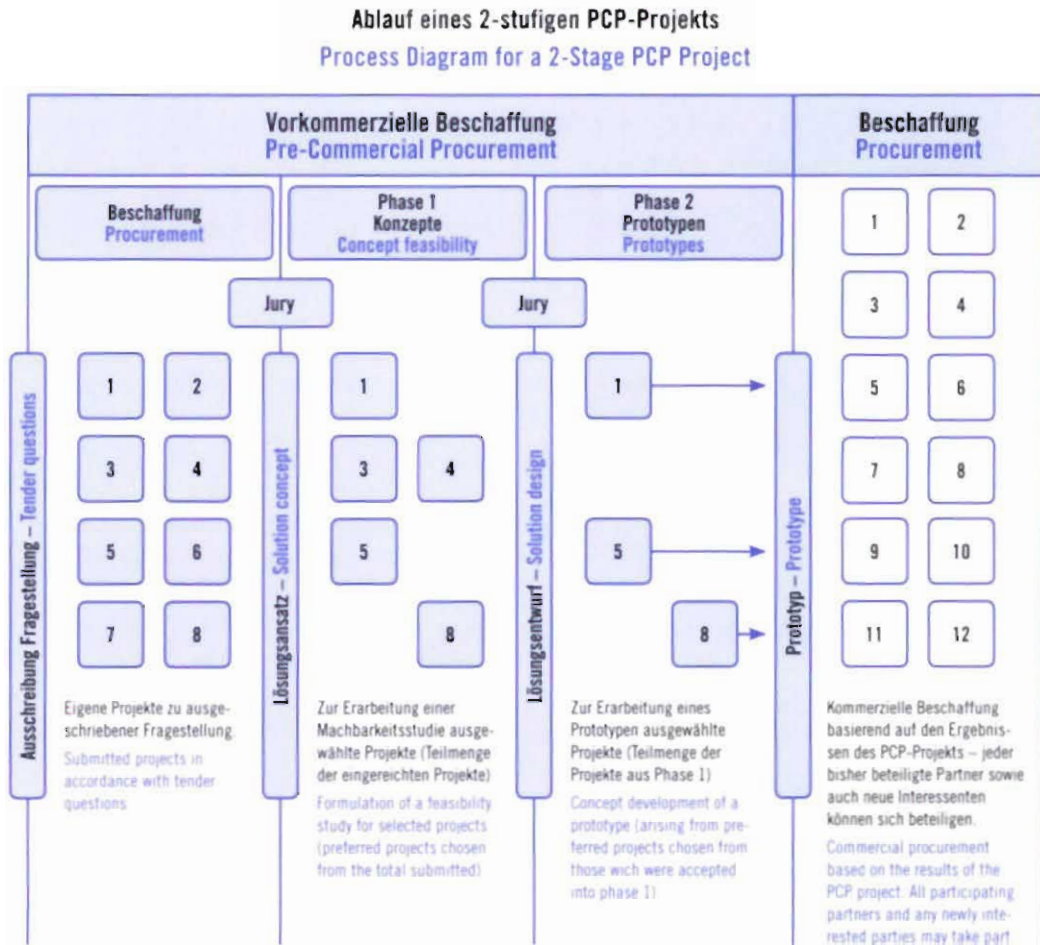 Ablauf eines 2-stufigen PCP-Projekts
Process Diagram for a 2-Stage PCP Project
Vorkommerzielle Beschaffung
Pre-Commercial Procurement
Beschaffung
Procurement
Beschaffung
Procurement
Phase 1
Konzepte
Concept feasibility
Phase 2
Prototypen
Prototypes
Jury
Jury
Ausschreibung Fragestellung – Tender questions
1 2
3 4
5 6
7 8
Eigene Projekte zu ausge-
schriebener Fragestellung.
Submitted projects in
accordance with tender
questions
Lösungsansatz – Solution concept
1
3 4
5
8
Zur Erarbeitung einer
Machbarkeitsstudie ausge-
wählte Projekte (Teilmenge
der eingereichten Projekte)
Formulation of a feasibility
study for selected projects
(preferred projects chosen
from the total submitted)
Lösungsentwurf – Solution design
1
5
8
Zur Erarbeitung eines
Prototypen ausgewählte
Projekte (Teilmenge der
Projekte aus Phase 1)
Concept development of a
prototype (arising from pre-
ferred projects chosen from
those wich were accepted
into phase 1)
Prototyp – Prototype
1 2
3 4
5 6
7 8
9 10
11 12
Kommerzielle Beschaffung
basierend auf den Ergebnis-
sen des PCP-Projekts – jeder
bisher beteiligte Partner sowie
auch neue Interessenten
können sich beteiligen.
Commercial procurement
based on the results of the
PCP project. All participating
partners and any newly inte-
rested parties may take part